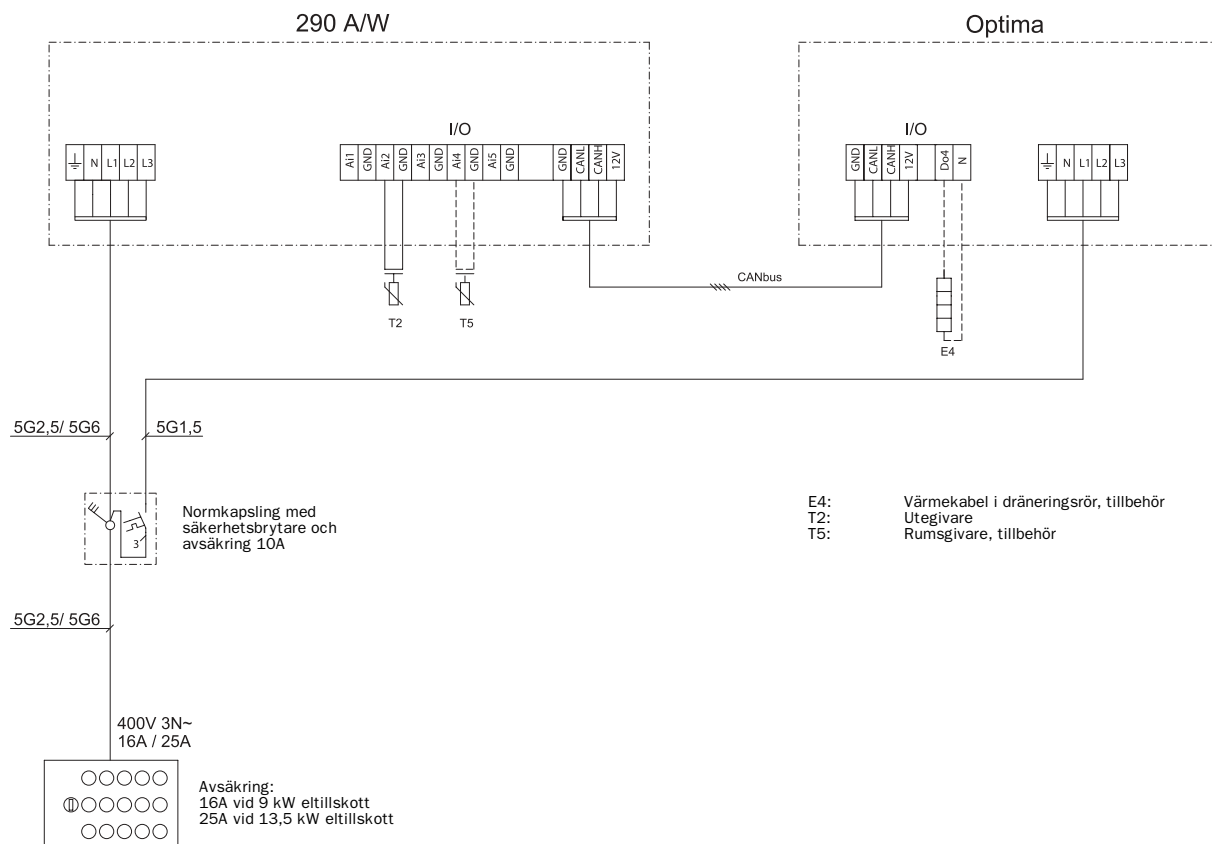 290 A/W
Optima
I/O
I/O
N L1 L2 L3
Ai1 GND Ai2 GND Ai3 GND Ai4 GND Ai5 GND GND CANL CANH 12V
GND CANL CANH 12V Do4 N
N L1 L2 L3
CANbus
T2
T5
E4
5G2,5/ 5G6
5G1,5
Normkapsling med
säkerhetsbrytare och
avsäkring 10A
3
E4: Värmekabel i dräneringsrör, tillbehör
T2: Utegivare
T5: Rumsgivare, tillbehör
5G2,5/ 5G6
400V 3N~
16A / 25A
Avsäkring:
16A vid 9 kW eltillskott
25A vid 13,5 kW eltillskott